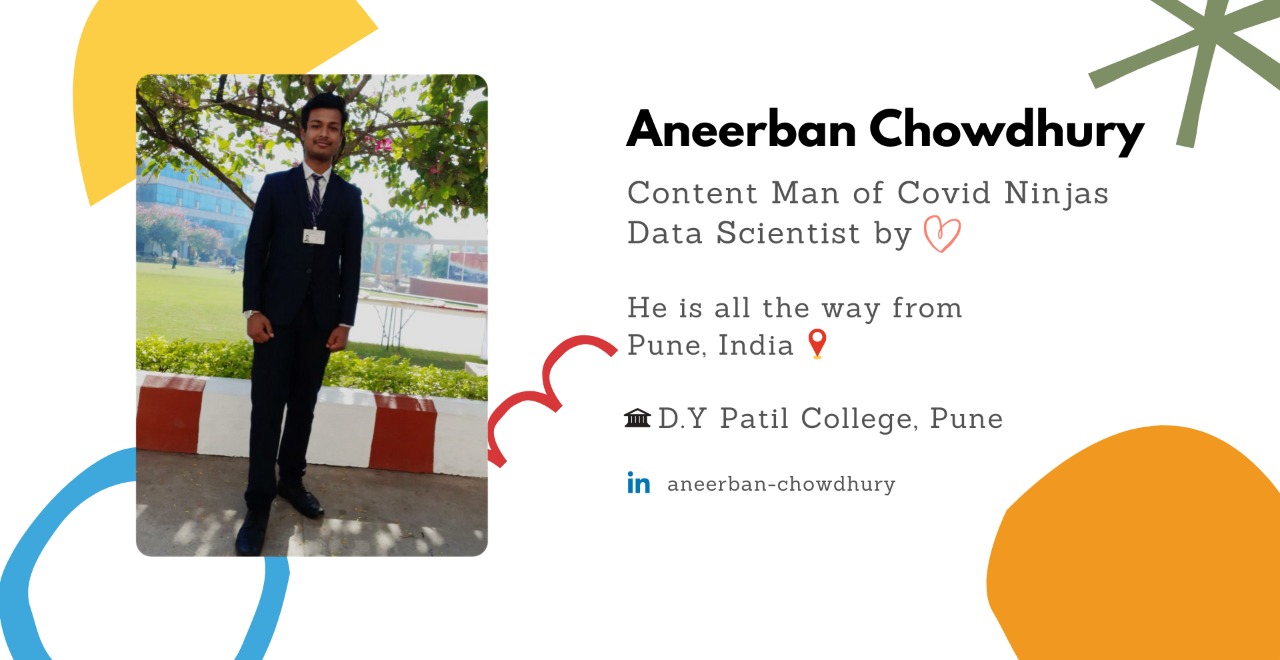 Aneerban Chowdhury
Content Man of Covid Ninjas
Data Scientist by
He is all the way from
Pune, India
D.Y Patil College, Pune
in aneerban-chowdhury